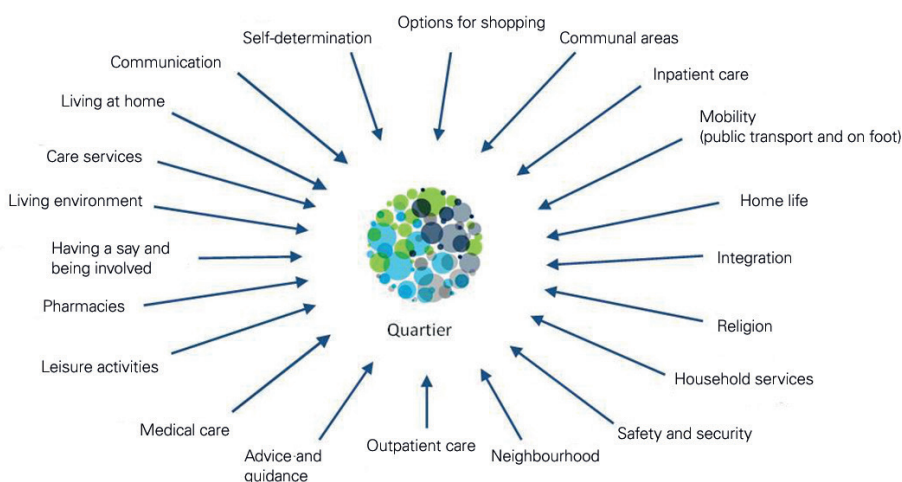 Options for shopping
Self-determination
Communal areas
Communication
Inpatient care
Living at home
Mobility
(public transport and on foot)
Care services
Living environment
Home life
Having a say and
being involved
Integration
Pharmacies
Quartier
Religion
Leisure activities
Household services
Medical care
Safety and security
Outpatient care
Advice and
guidance
Neighbourhood